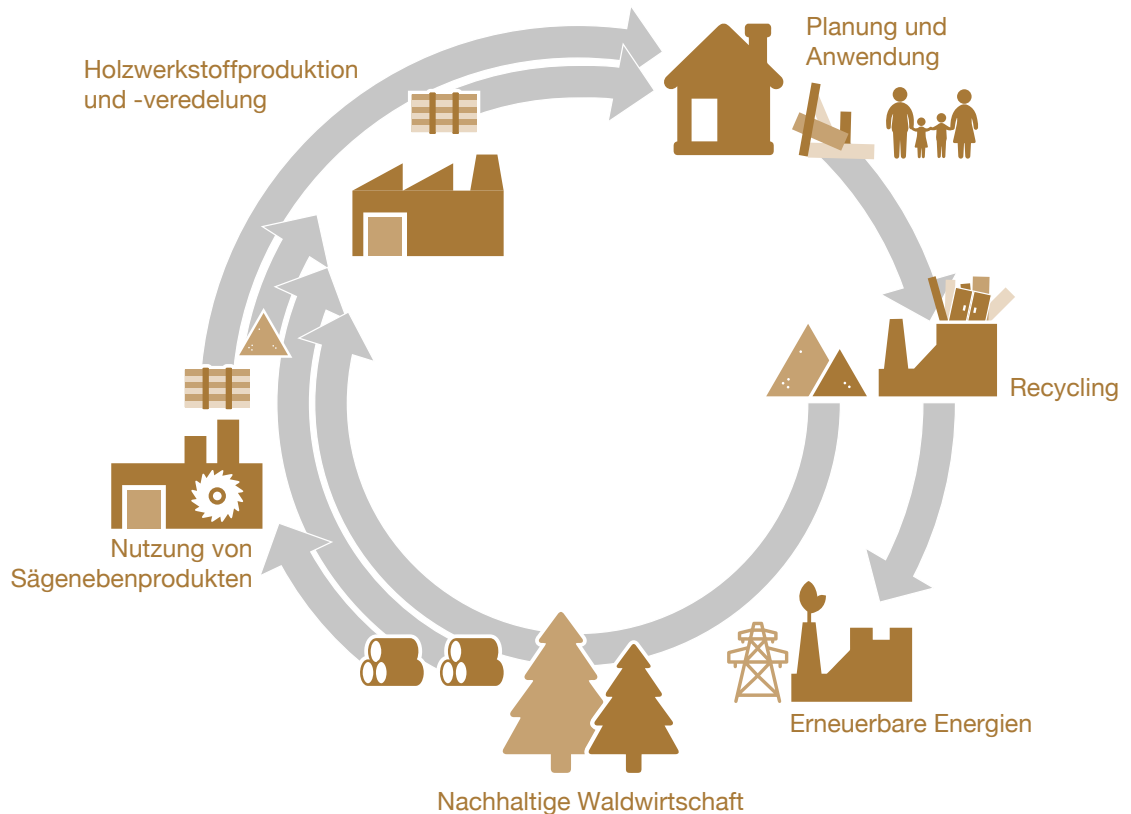 Planung und
Anwendung
Holzwerkstoffproduktion
und -veredelung
Recycling
Nutzung von
Sägenebenprodukten
Erneuerbare Energien
Nachhaltige Waldwirtschaft